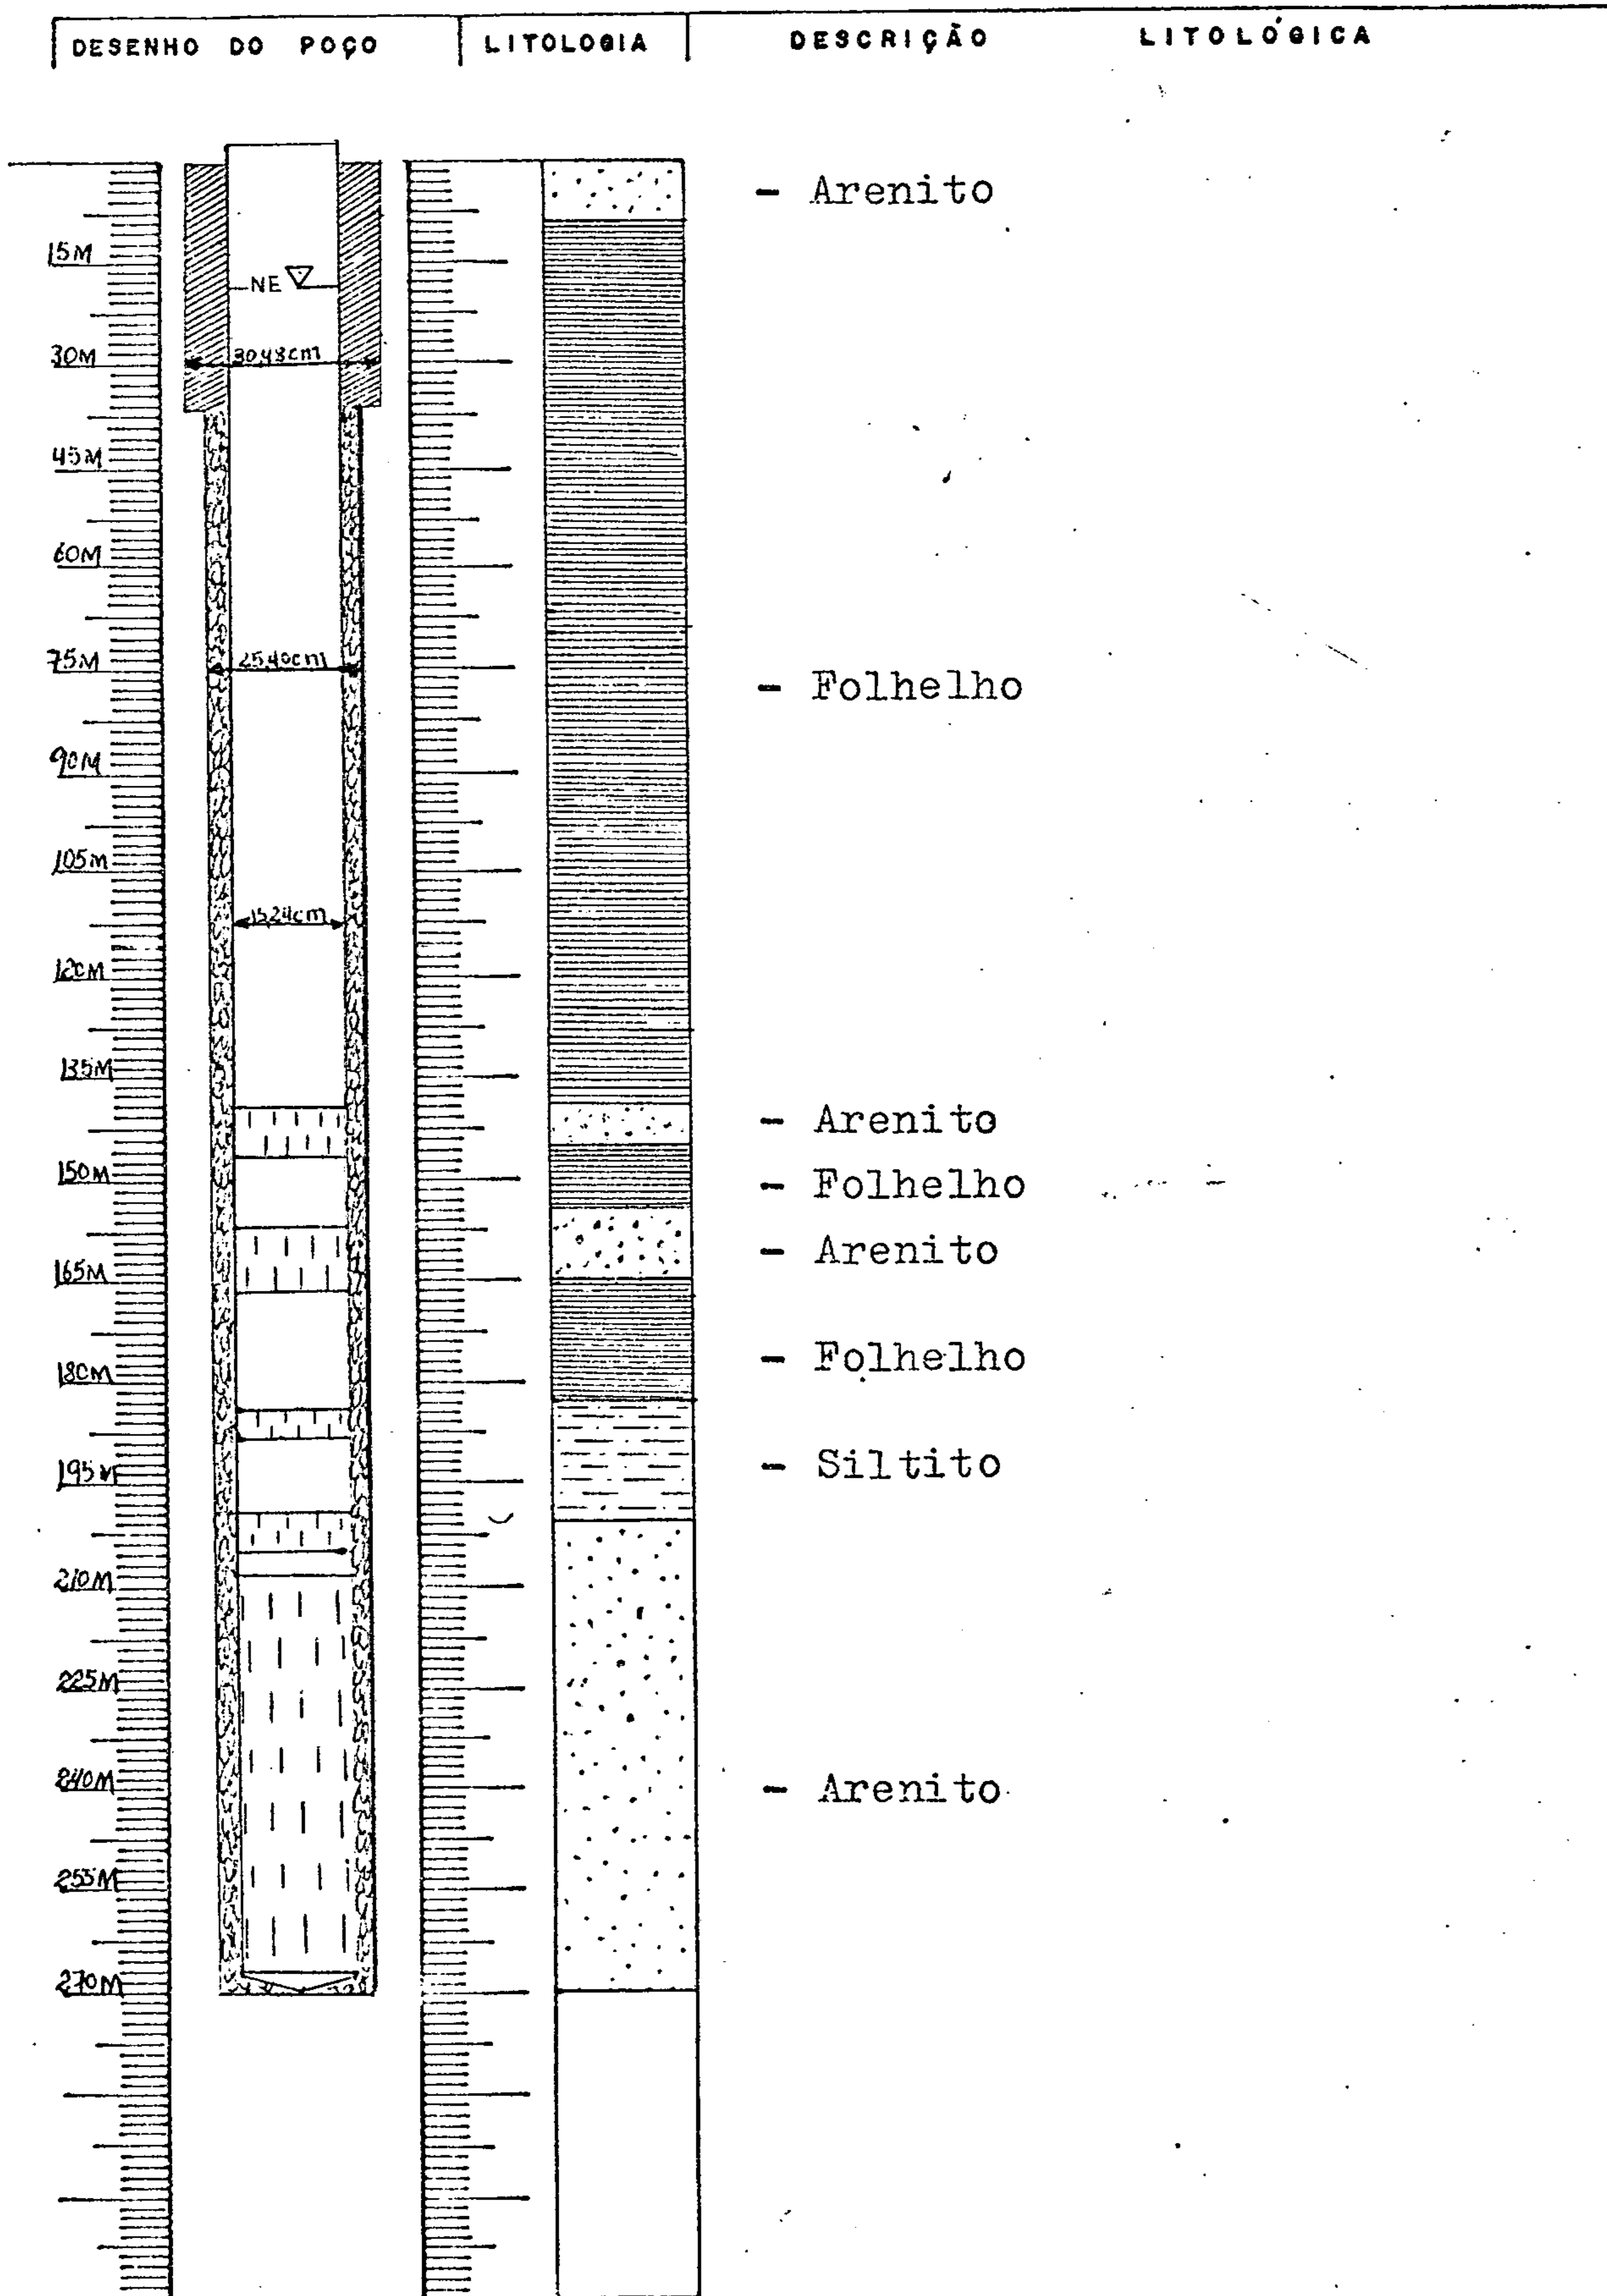 DESENHO DO POÇO LITOLOGIA DESCRIÇÃO LITOLÓGICA
- Arenito
15M
NE
30M 30,48cm
45M
60M
75M 25,40cm
- Folhelho
90M
105M
15,24cm
120M
135M
- Arenito
150M
- Folhelho
- Arenito
165M
- Folhelho
180M
195M
- Siltito
210M
225M
240M
- Arenito
255M
270M